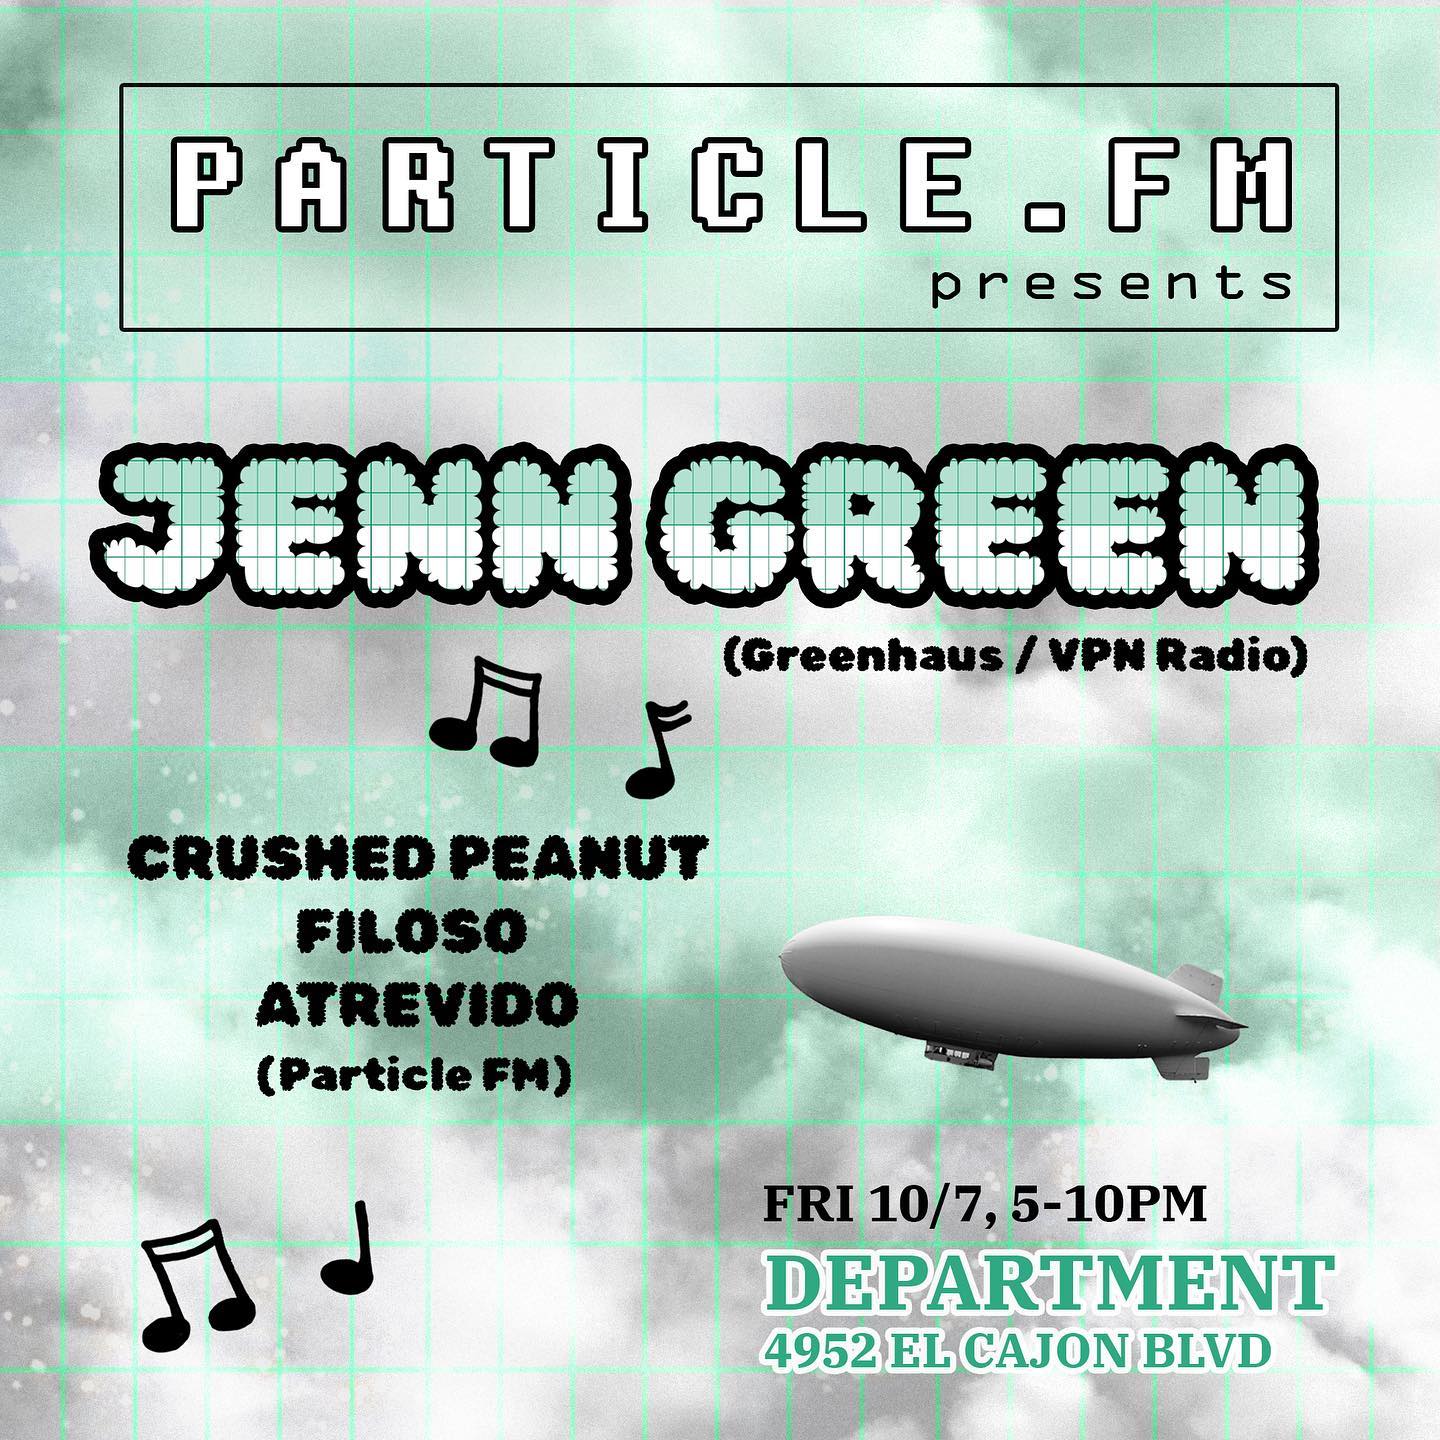 PARTICLE.FM
presents
JENN GREEN
(Greenhaus / VPN Radio)
CRUSHED PEANUT
FILOSO
ATREVIDO
(Particle FM)
FRI 10/7, 5-10PM
DEPARTMENT
4952 EL CAJON BLVD